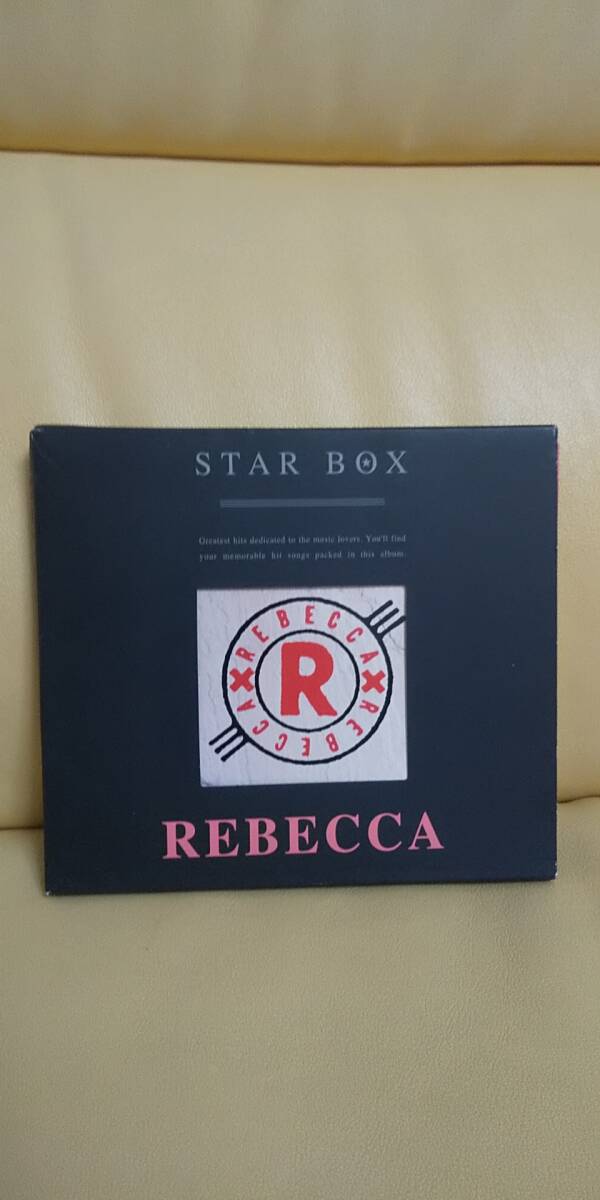 STAR BOX
Greatest hits dedicated to the music lovers. You'll find
your memorable hit songs packed in this album.
REBECCA
REBECCA
R
REBECCA